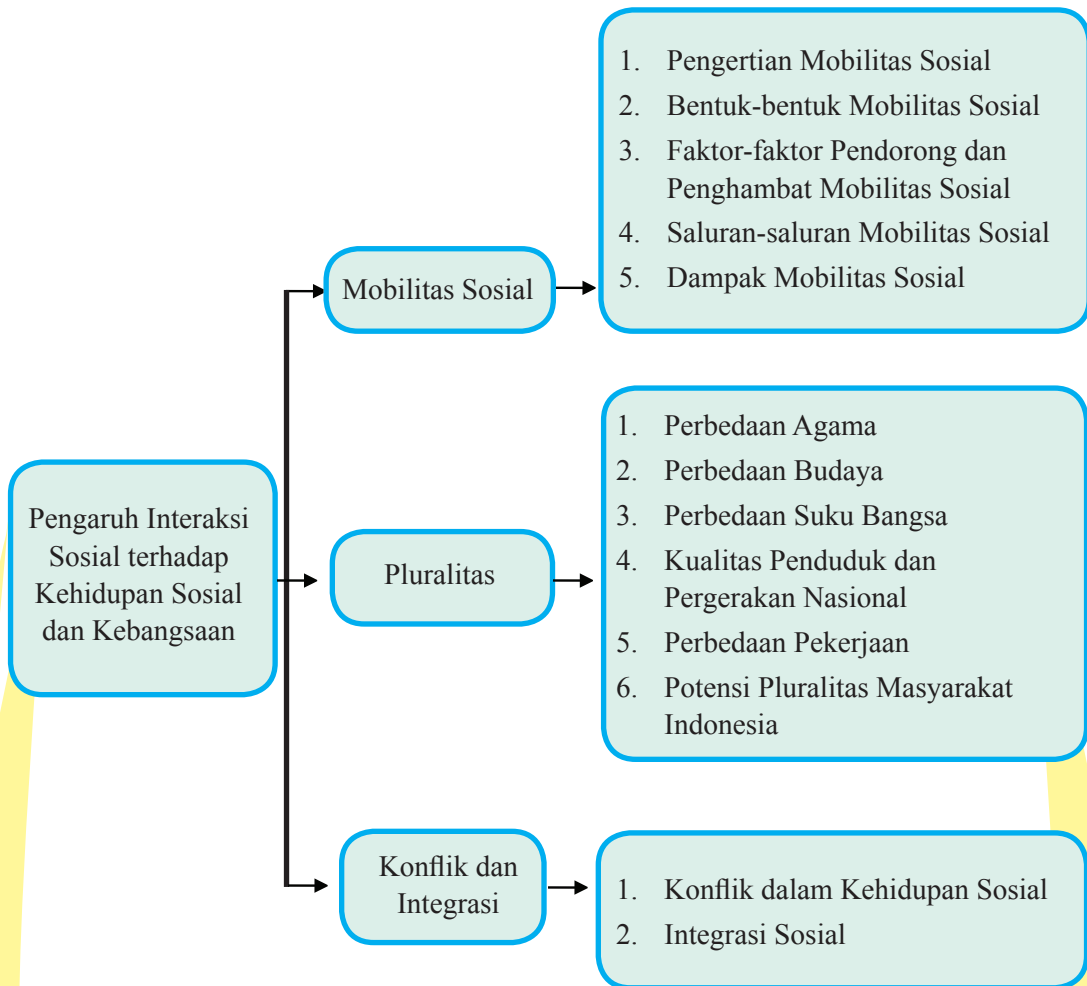 Pengaruh Interaksi
Sosial terhadap
Kehidupan Sosial
dan Kebangsaan
Mobilitas Sosial
1. Pengertian Mobilitas Sosial
2. Bentuk-bentuk Mobilitas Sosial
3. Faktor-faktor Pendorong dan
Penghambat Mobilitas Sosial
4. Saluran-saluran Mobilitas Sosial
5. Dampak Mobilitas Sosial
Pluralitas
1. Perbedaan Agama
2. Perbedaan Budaya
3. Perbedaan Suku Bangsa
4. Kualitas Penduduk dan
Pergerakan Nasional
5. Perbedaan Pekerjaan
6. Potensi Pluralitas Masyarakat
Indonesia
Konflik dan
Integrasi
1. Konflik dalam Kehidupan Sosial
2. Integrasi Sosial